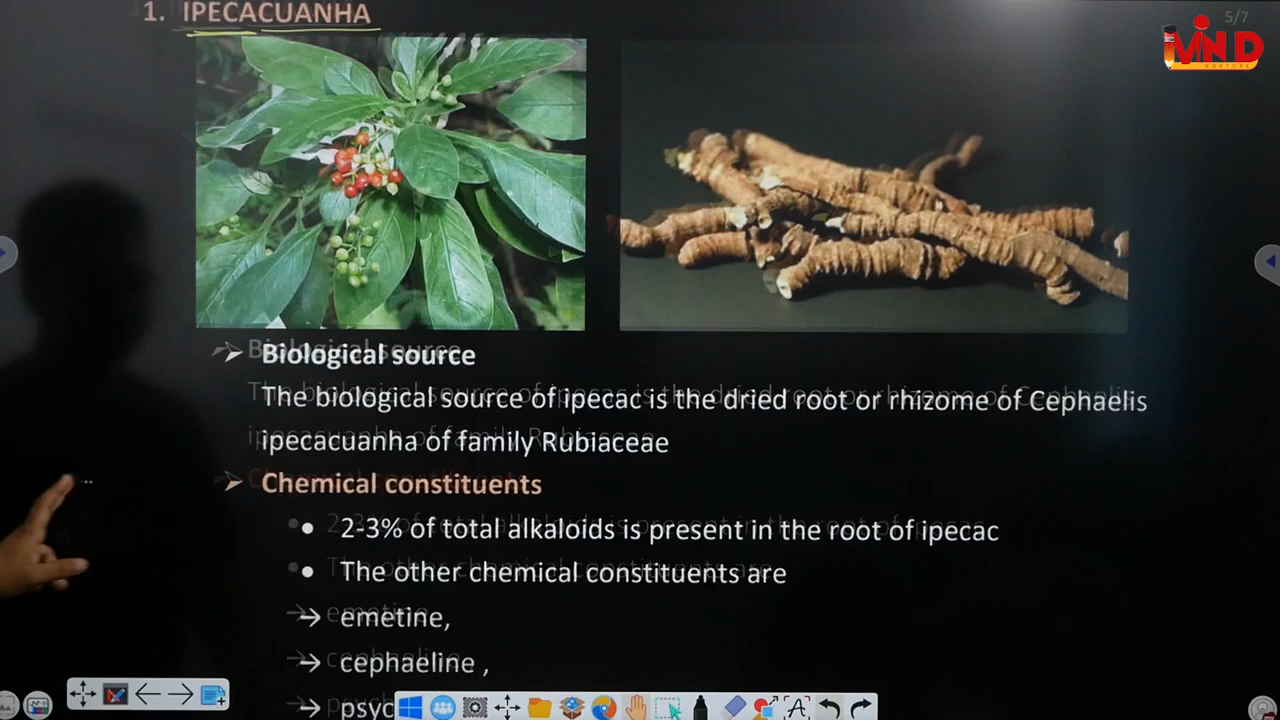 1. IPECACUANHA
5/7
MIND
NURTURE
➢ Biological source
The biological source of ipecac is the dried root or rhizome of Cephaelis
ipecacuanha of family Rubiaceae
➢ Chemical constituents
• 2-3% of total alkaloids is present in the root of ipecac
• The other chemical constituents are
→ emetine,
→ cephaeline ,
→ psyc